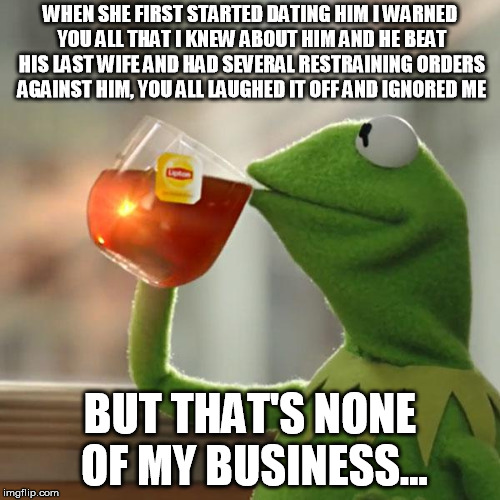 WHEN SHE FIRST STARTED DATING HIM I WARNED
YOU ALL THAT I KNEW ABOUT HIM AND HE BEAT
HIS LAST WIFE AND HAD SEVERAL RESTRAINING ORDERS
AGAINST HIM, YOU ALL LAUGHED IT OFF AND IGNORED ME
Lipton
BUT THAT'S NONE
OF MY BUSINESS...
imgflip.com